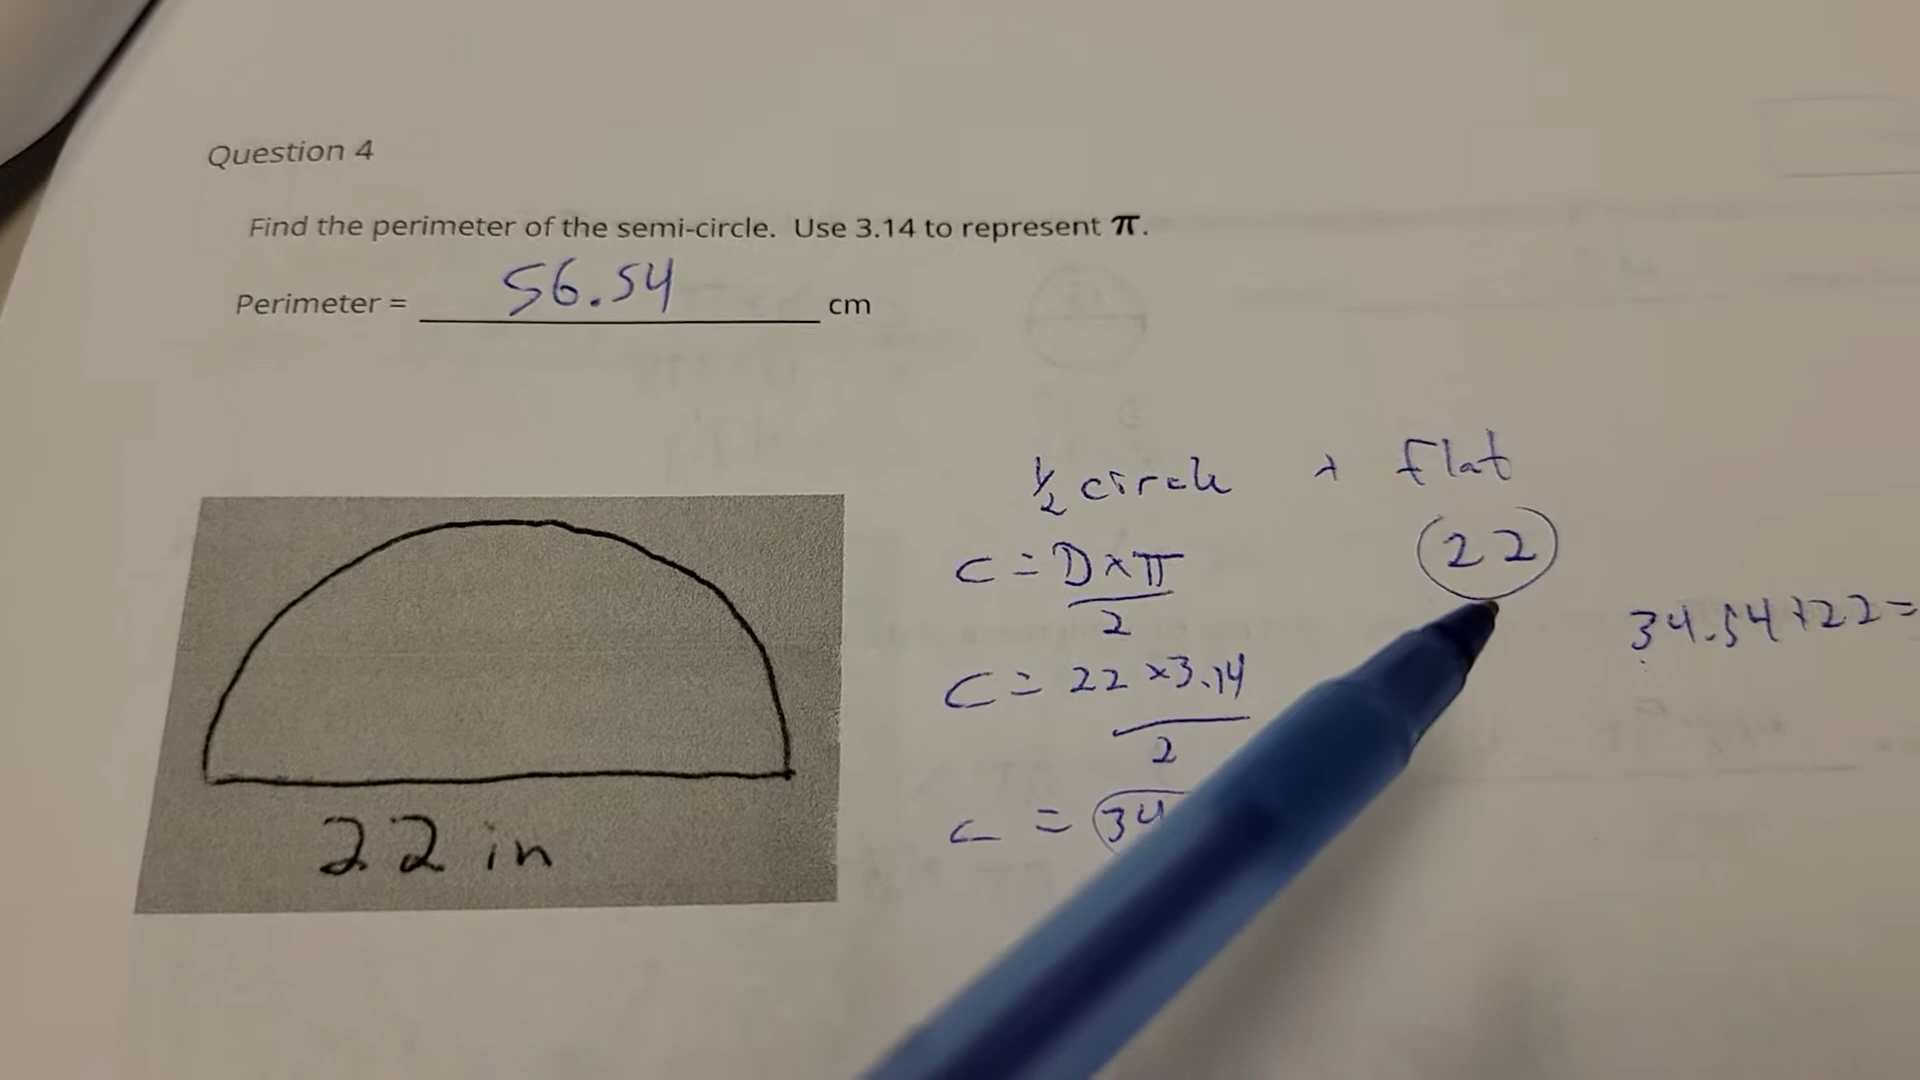 Question 4
Find the perimeter of the semi-circle. Use 3.14 to represent π.
Perimeter = 56.54 cm
½ circle + flat
C = D×π
2
22
C = 22 ×3.14
2
34.54+22=
C = 34
22 in